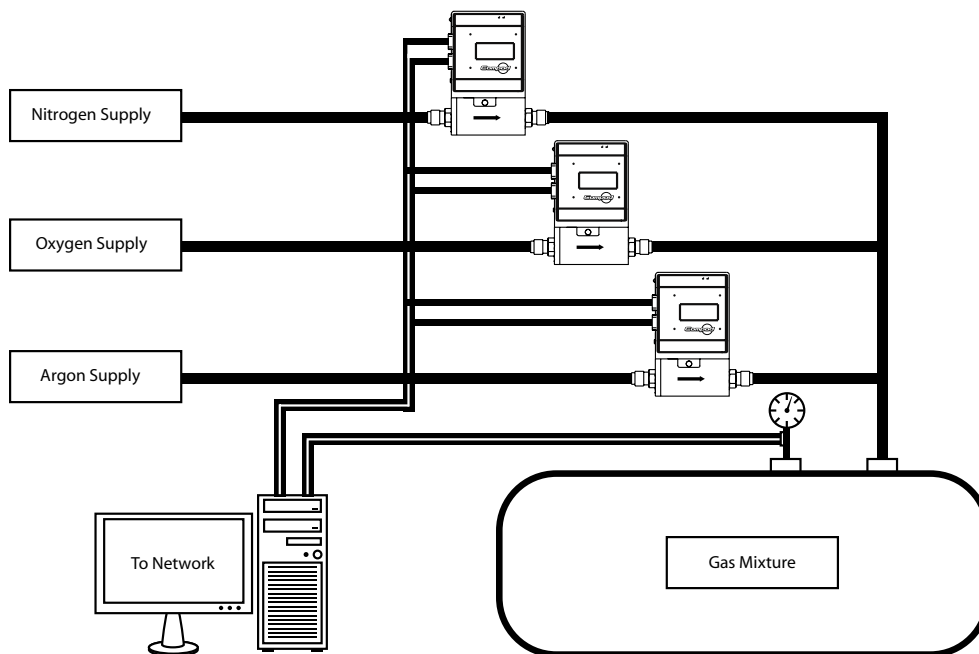 Nitrogen Supply
Oxygen Supply
Argon Supply
To Network
Gas Mixture